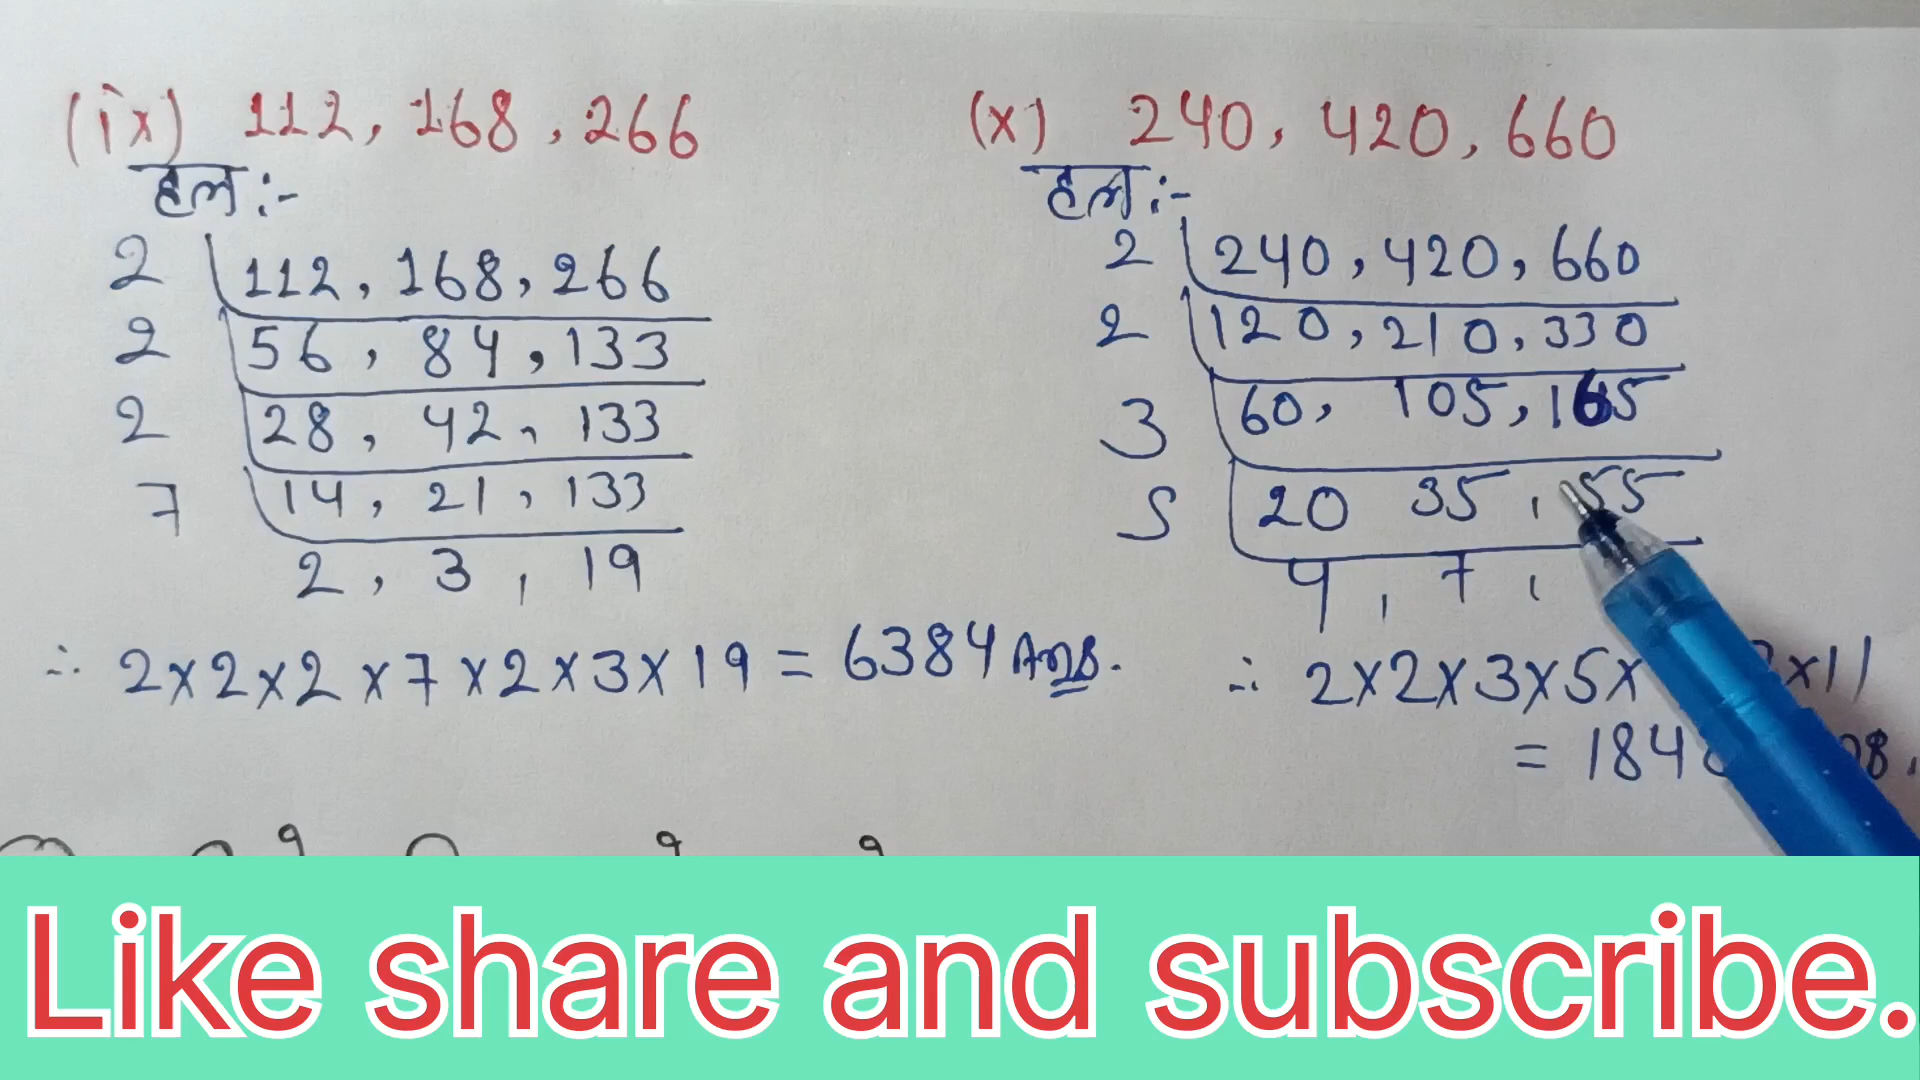 (ix) 112, 168, 266
हल :-
2 112, 168, 266
2 56, 84, 133
2 28, 42, 133
7 14, 21, 133
2, 3, 19
∴ 2×2×2×7×2×3×19 = 6384 Ans.
(x) 240, 420, 660
हल :-
2 240, 420, 660
2 120, 210, 330
3 60, 105, 165
5 20 35, 55
4, 7,
∴ 2×2×3×5× ×11
= 184
Like share and subscribe.